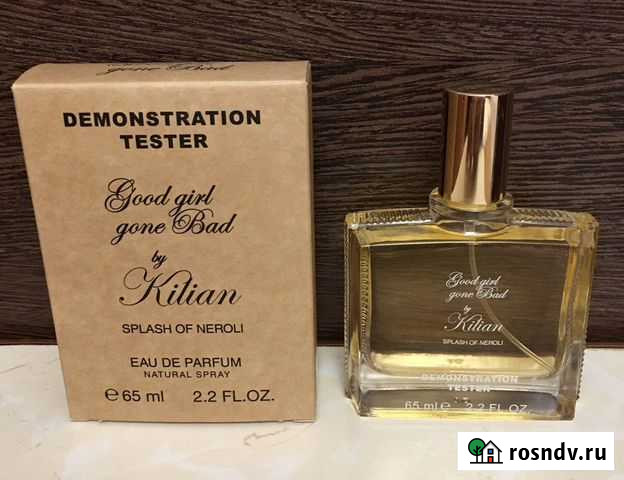 gone Bad
DEMONSTRATION
TESTER
Good girl
gone Bad
by
Kilian
SPLASH OF NEROLI
EAU DE PARFUM
NATURAL SPRAY
℮ 65 ml 2.2 FL.OZ.
Good girl
gone Bad
by
Kilian
SPLASH OF NEROLI
DEMONSTRATION
TESTER
65 ml ℮ 2.2 FL.OZ.
rosndv.ru